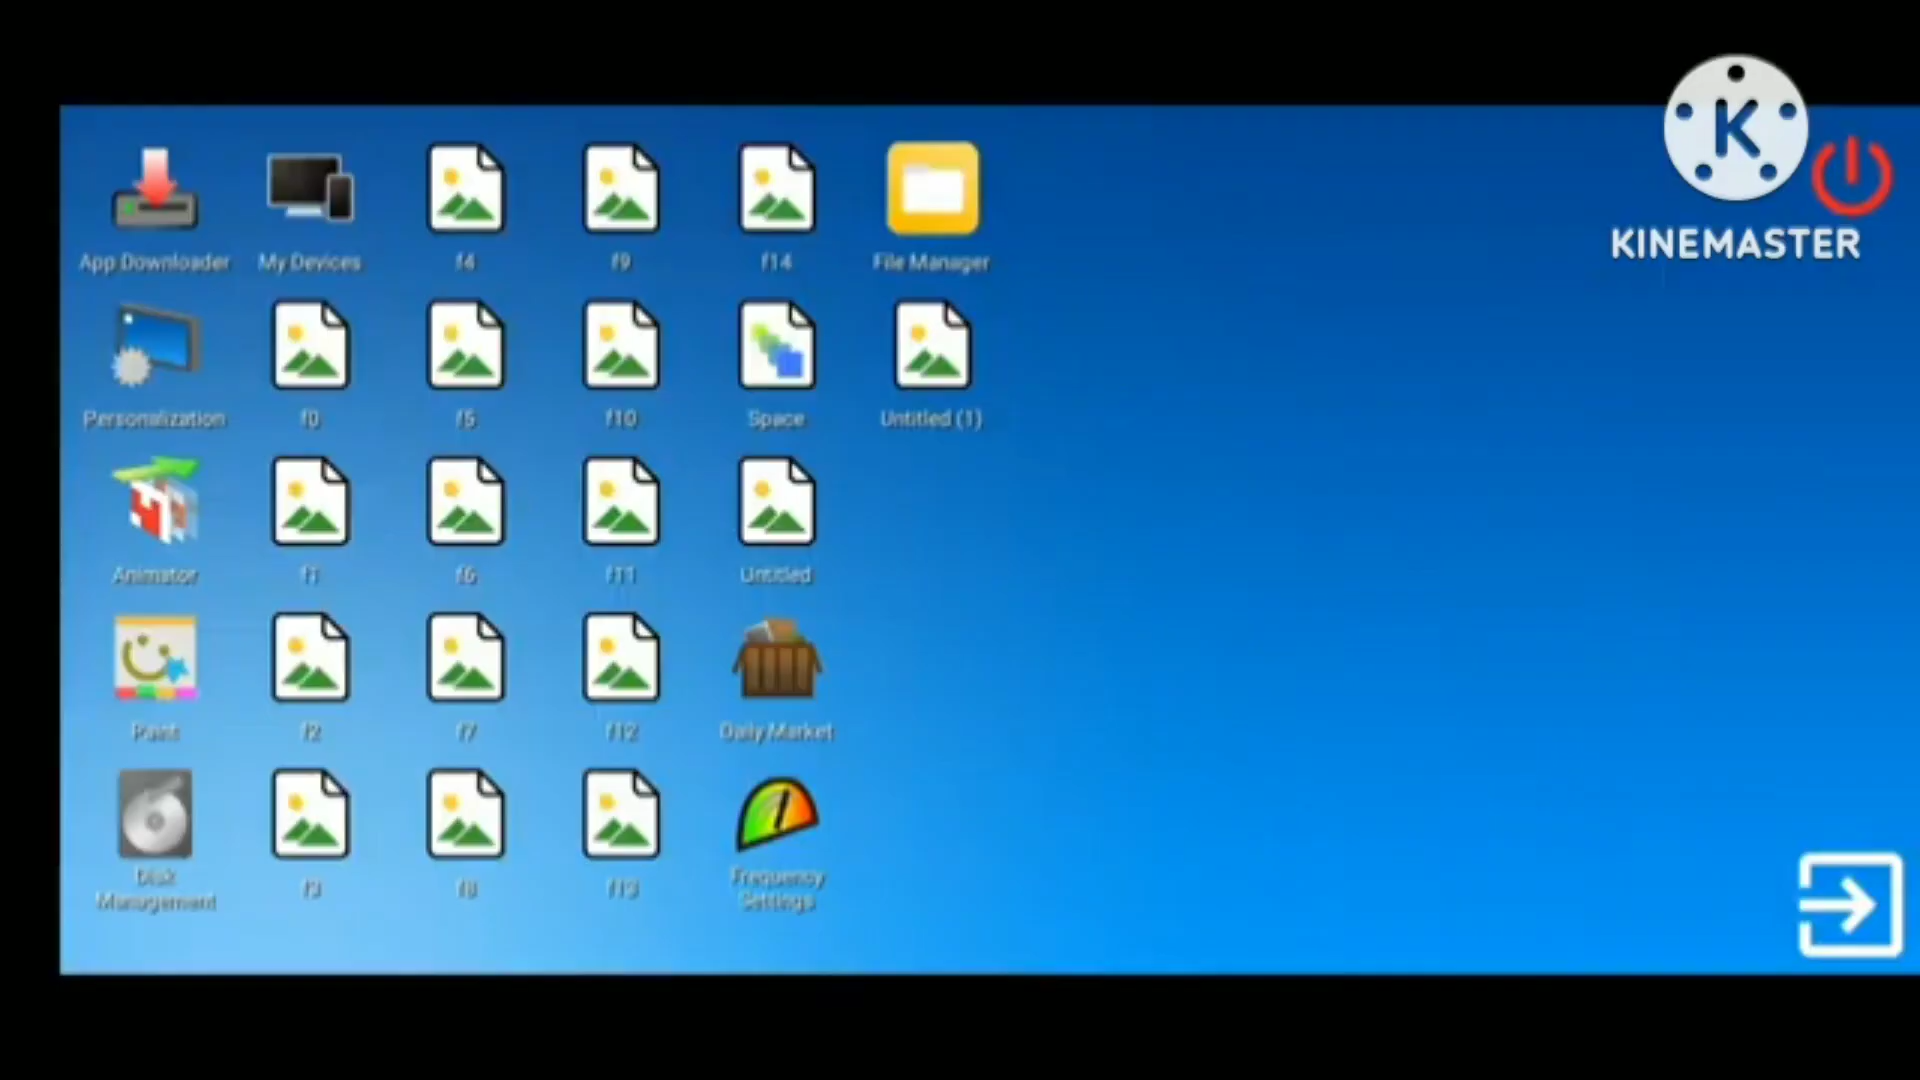 K
KINEMASTER
App Downloader
My Devices
f4
f9
f14
File Manager
Personalization
f0
f5
f10
Space
Untitled (1)
Animator
f1
f6
f11
Untitled
Paint
f2
f7
f12
Daily Market
Disk
Management
f3
f8
f13
Frequency
Settings